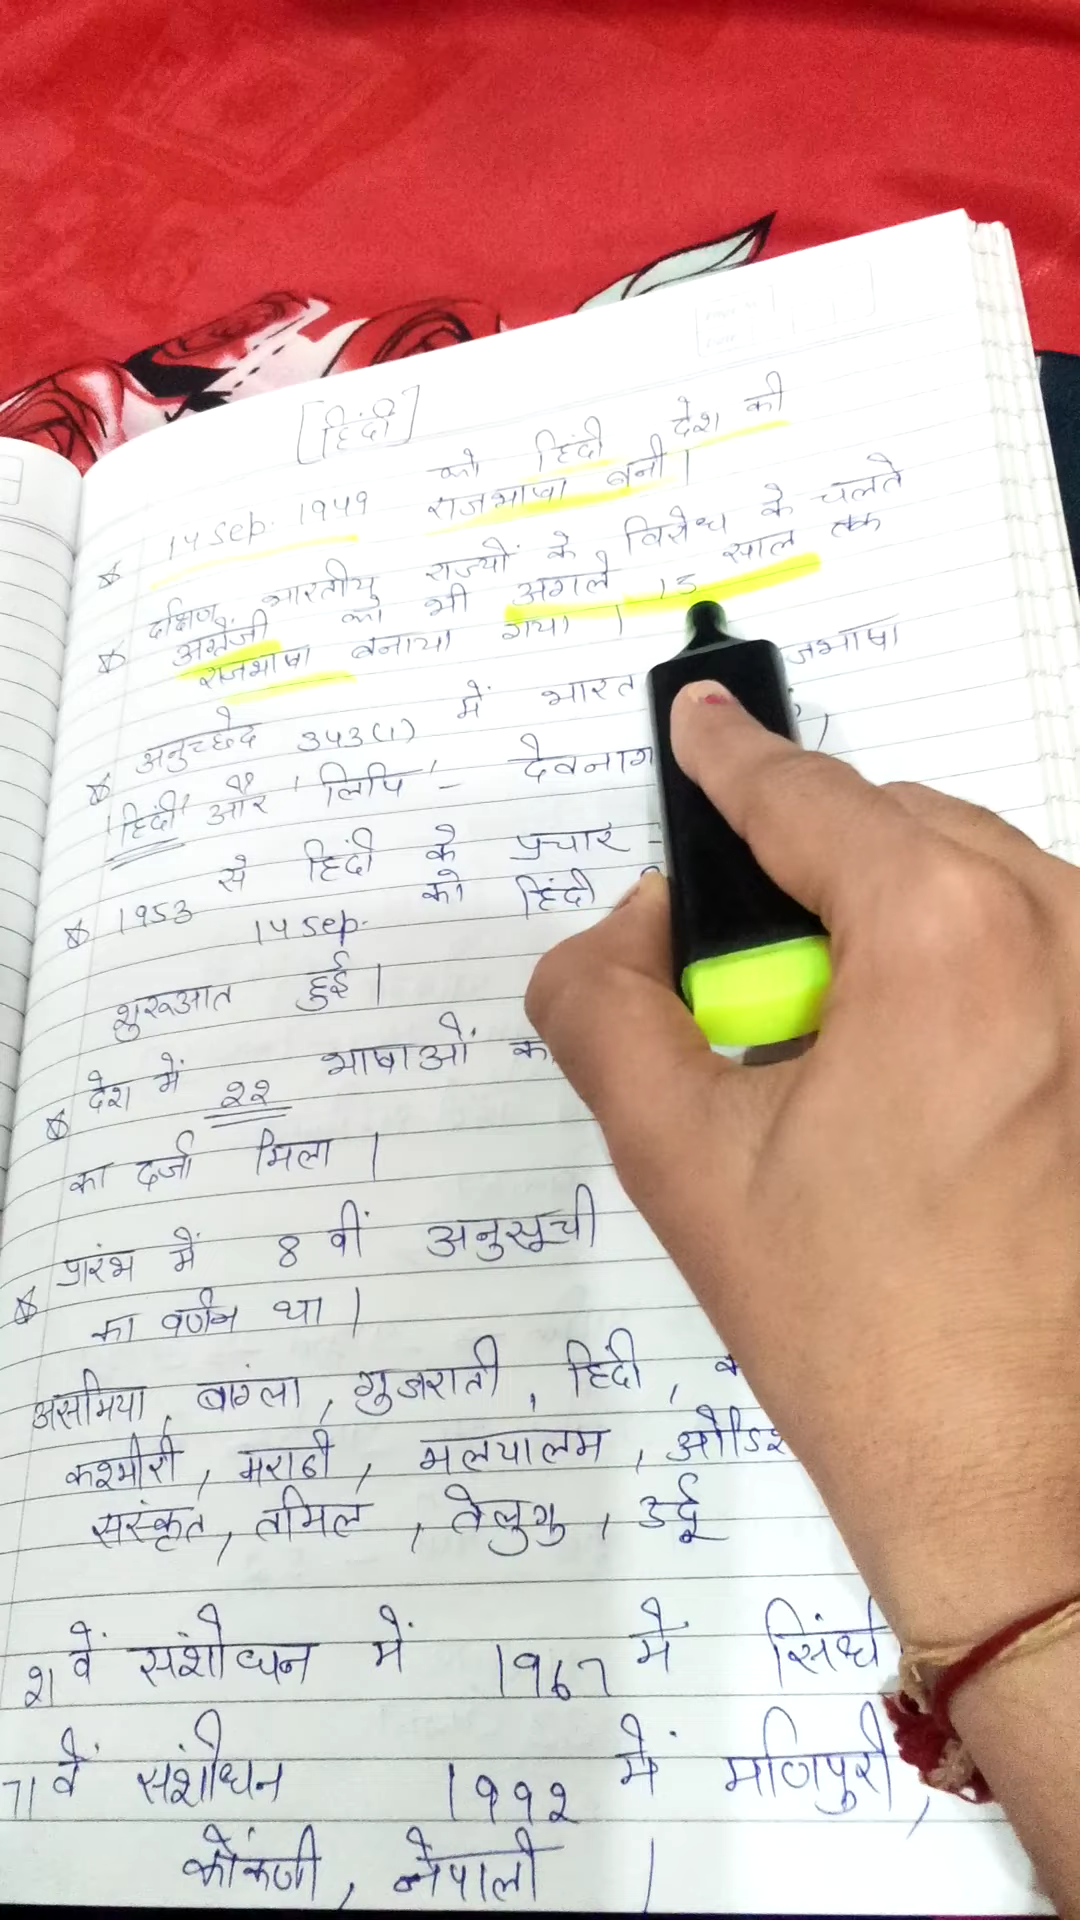 [हिंदी]
14 sep. 1949 को हिंदी देश की
राजभाषा बनी।
दक्षिण भारतीय राज्यों के विरोध के चलते
अंग्रेंजी को भी अगले 15 साल तक
राजभाषा बनाया गया।
अनुच्छेद 343(1) में भारत जभाषा
'हिंदी' और 'लिपि' - देवनाग
1953 से हिंदी के प्रचार -
14 sep. को हिंदी
शुरूआत हुई।
देश में 22 भाषाओं का
का दर्जा मिला।
प्रारंभ में 8 वीं अनुसूची
का वर्णन था।
असमिया, बांग्ला, गुजराती, हिंदी,
कश्मीरी, मराठी, मलयालम, ओडिश
संस्कृत, तमिल, तेलुगु, उर्दू
21 वें संशोधन में 1967 में सिंध
71 वें संशोधन 1992 में मणिपुरी,
कोंकणी, नेपाली।